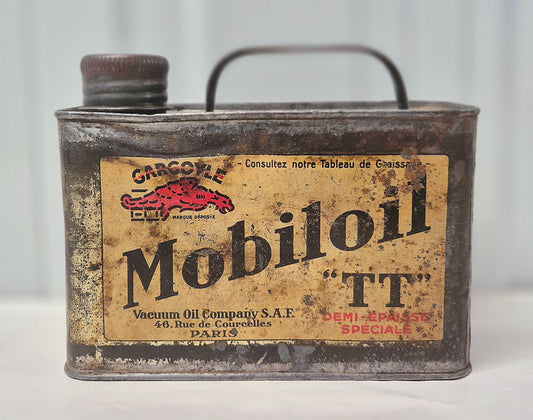 Consultez notre Tableau de Graissage
GARGOYLE
MARQUE DÉPOSÉE
Mobiloil
"TT"
Vacuum Oil Company S.A.F.
46, Rue de Courcelles
PARIS
DEMI-ÉPAISSE
SPÉCIALE